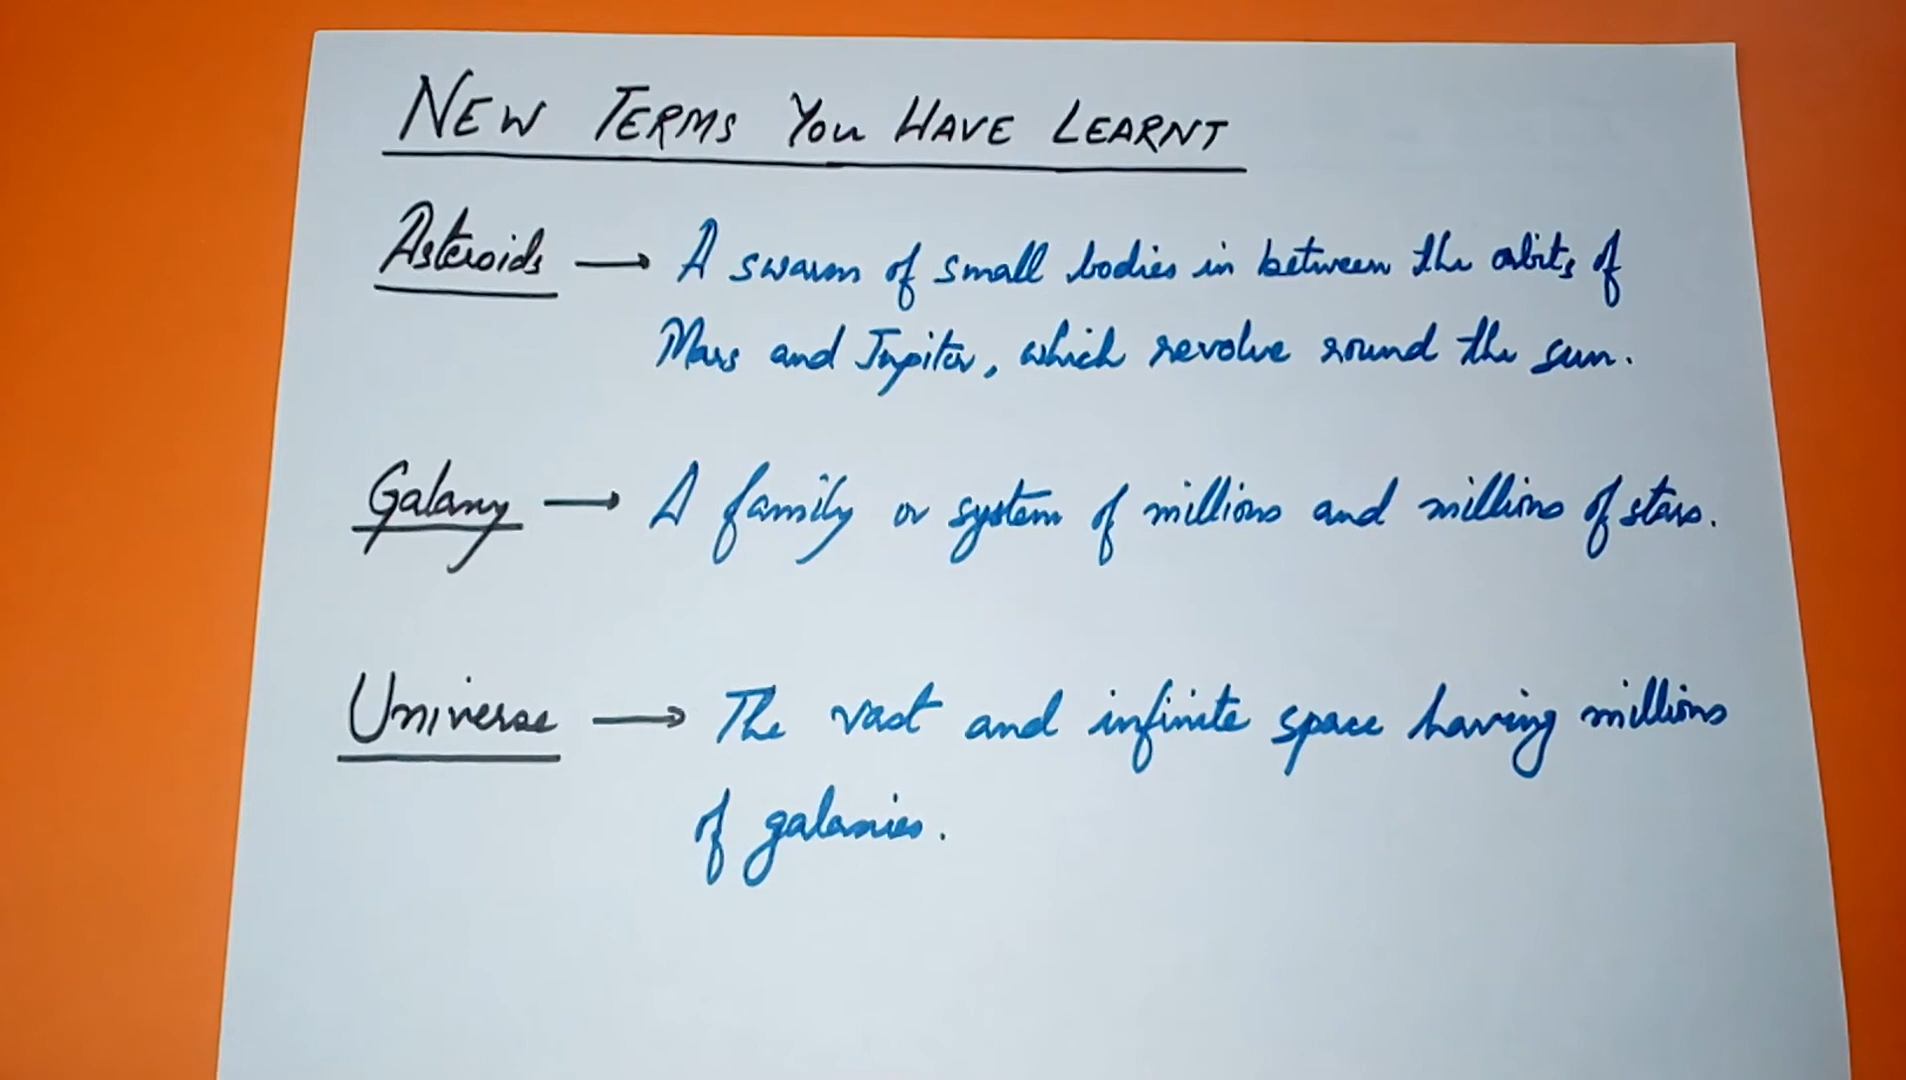 NEW TERMS YOU HAVE LEARNT
Asteroids → A swarm of small bodies in between the orbits of
Mars and Jupiter, which revolve round the sun.
Galaxy → A family or system of millions and millions of stars.
Universe → The vast and infinite space having millions
of galaxies.